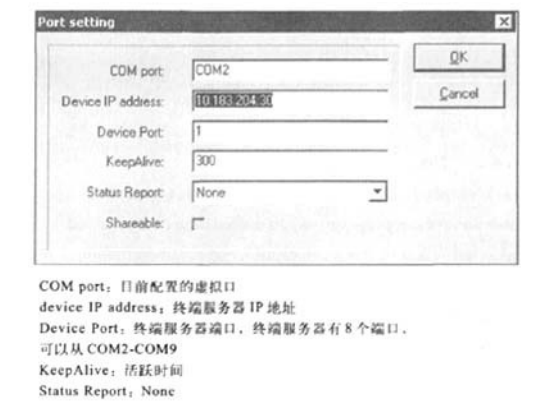 Port setting
OK
COM port:
COM2
Cancel
Device IP address:
10.183.204.30
Device Port:
1
KeepAlive:
300
Status Report:
None
Shareable:
COM port：目前配置的虚拟口
device IP address：终端服务器 IP 地址
Device Port：终端服务器端口，终端服务器有 8 个端口，
可以从 COM2-COM9
KeepAlive：活跃时间
Status Report：None